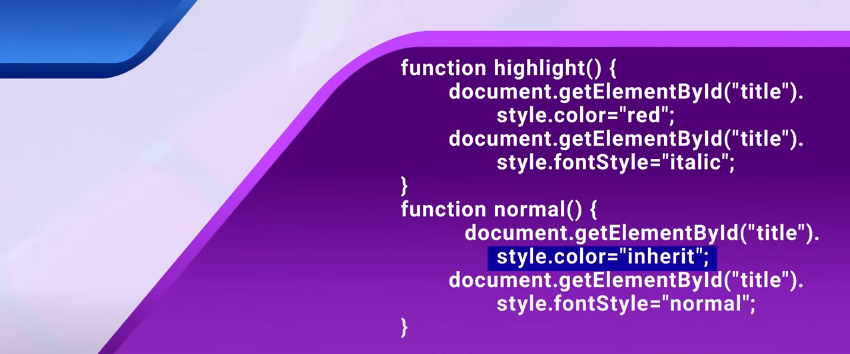 function highlight() {
document.getElementById("title").
style.color="red";
document.getElementById("title").
style.fontStyle="italic";
}
function normal() {
document.getElementById("title").
style.color="inherit";
document.getElementById("title").
style.fontStyle="normal";
}